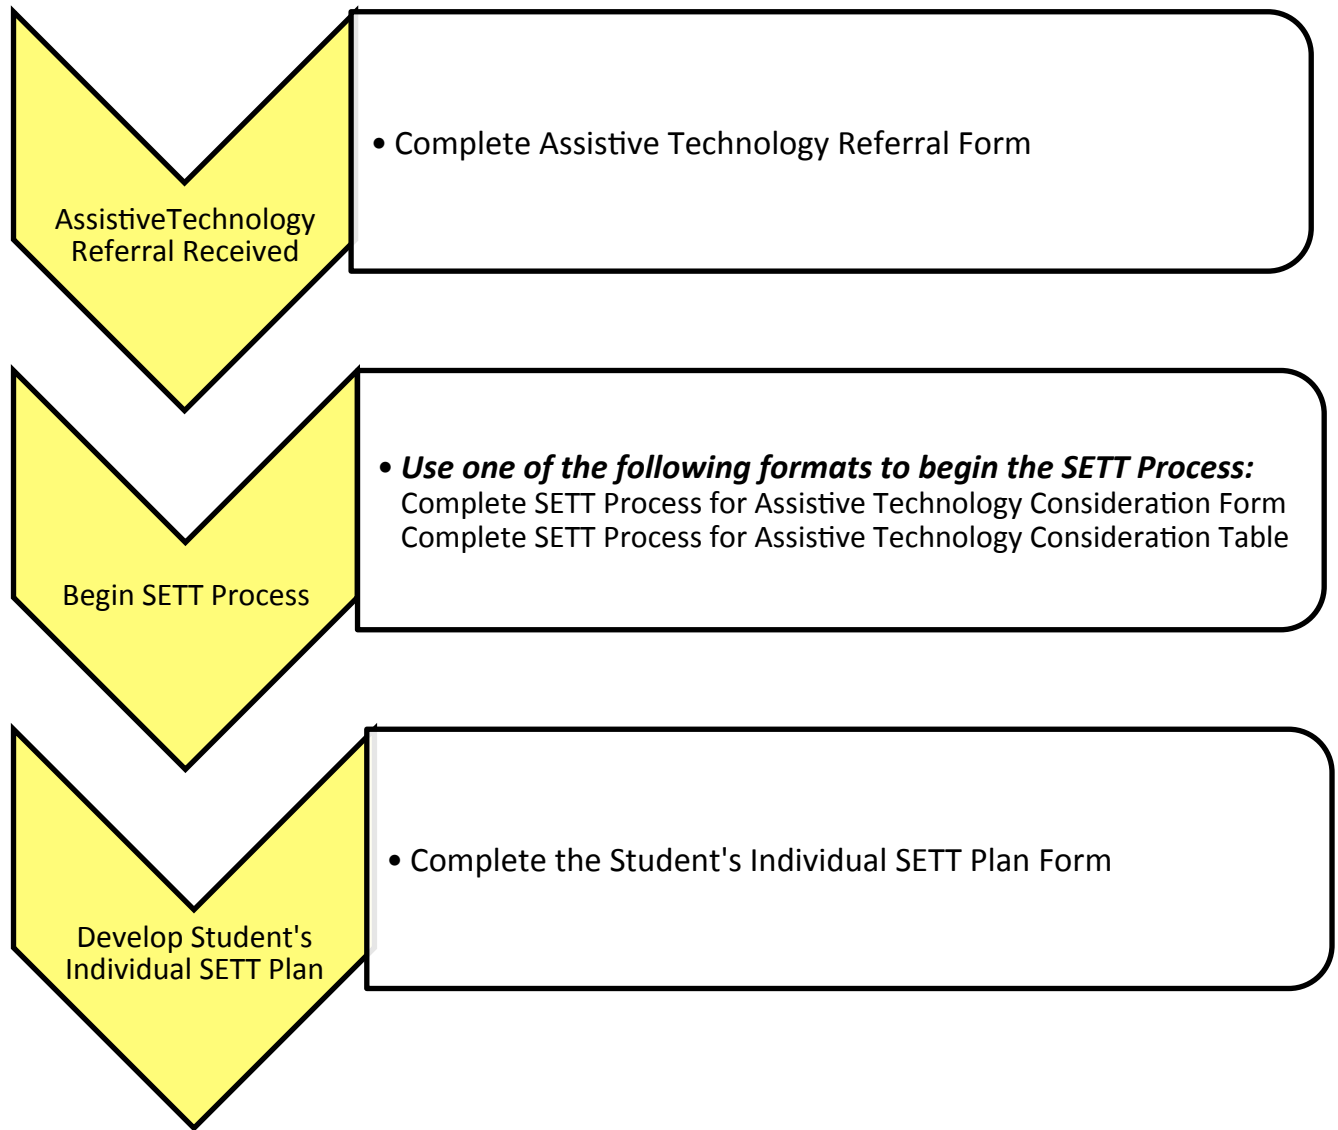 AssistiveTechnology
Referral Received
• Complete Assistive Technology Referral Form
Begin SETT Process
• Use one of the following formats to begin the SETT Process:
Complete SETT Process for Assistive Technology Consideration Form
Complete SETT Process for Assistive Technology Consideration Table
Develop Student's
Individual SETT Plan
• Complete the Student's Individual SETT Plan Form